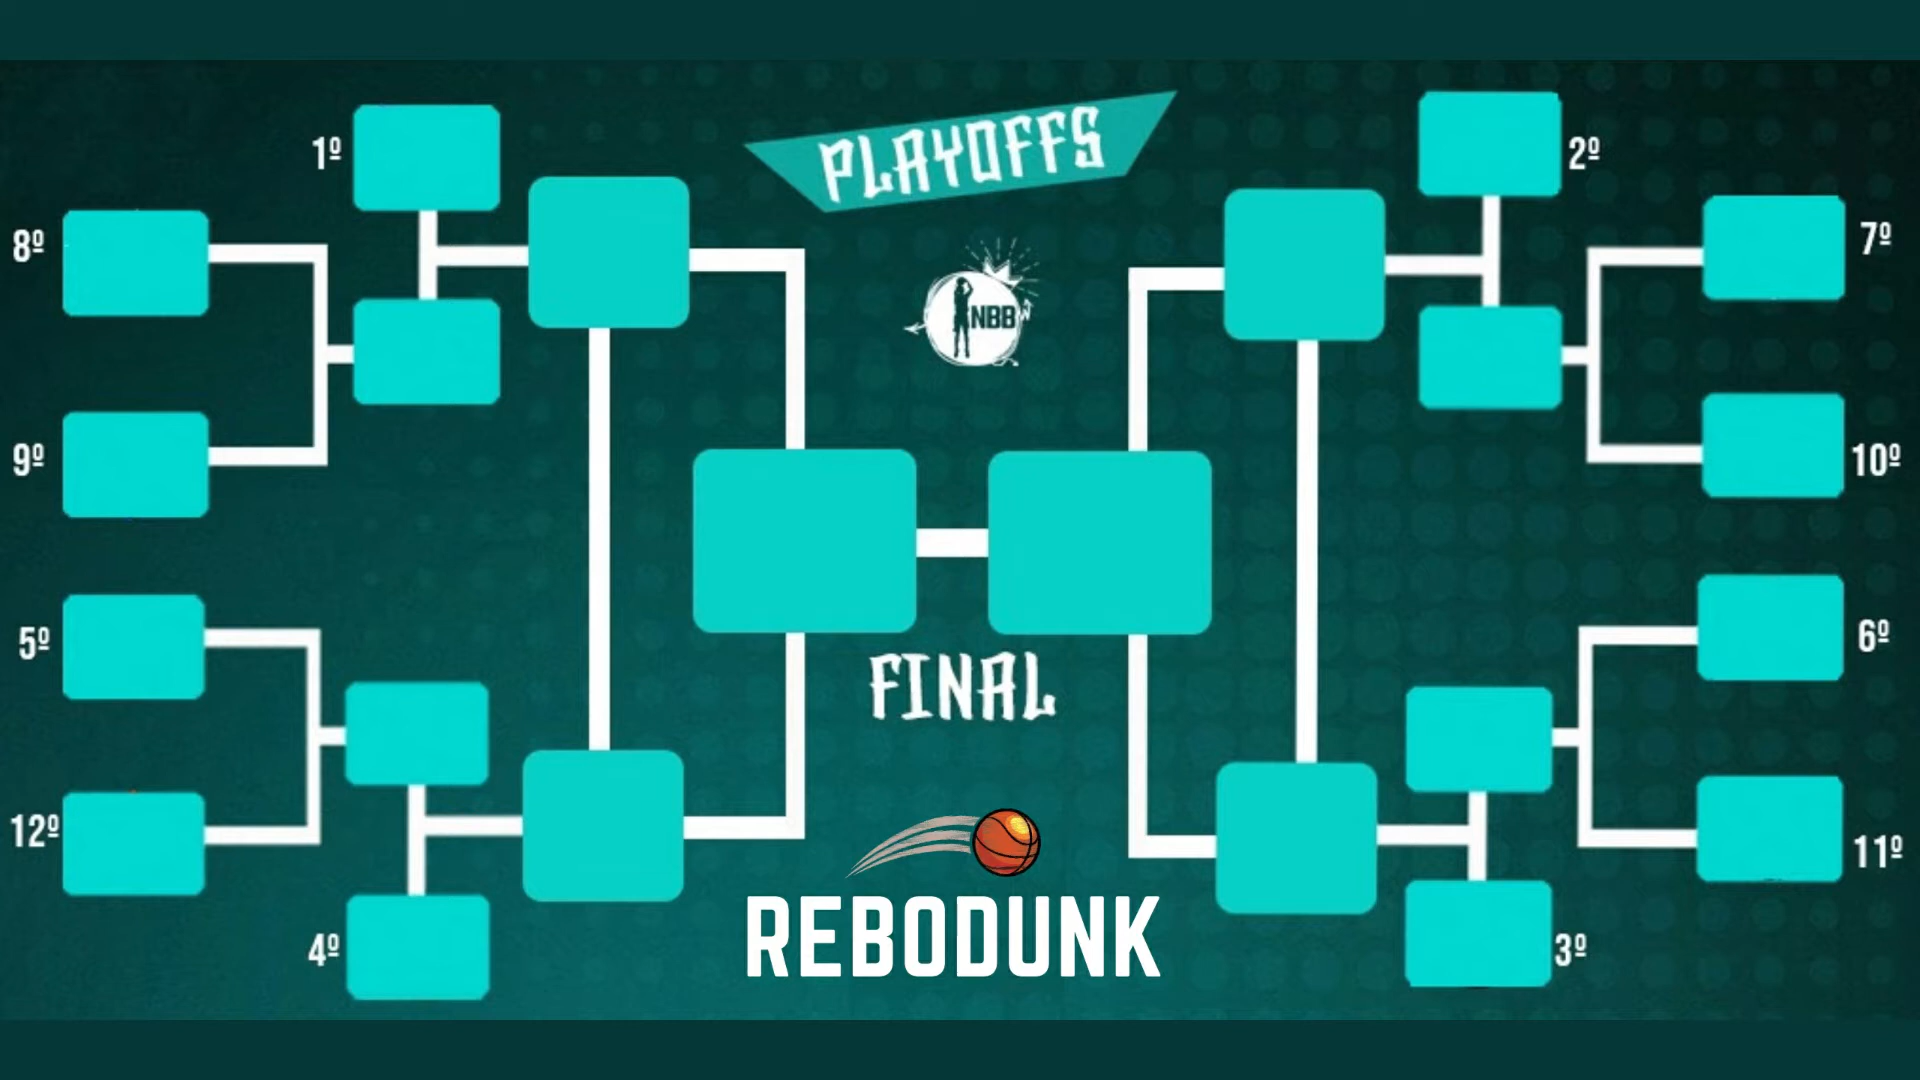 PLAYOFFS
NBB
1º
8º
9º
5º
12º
4º
2º
7º
10º
6º
11º
3º
FINAL
REBODUNK